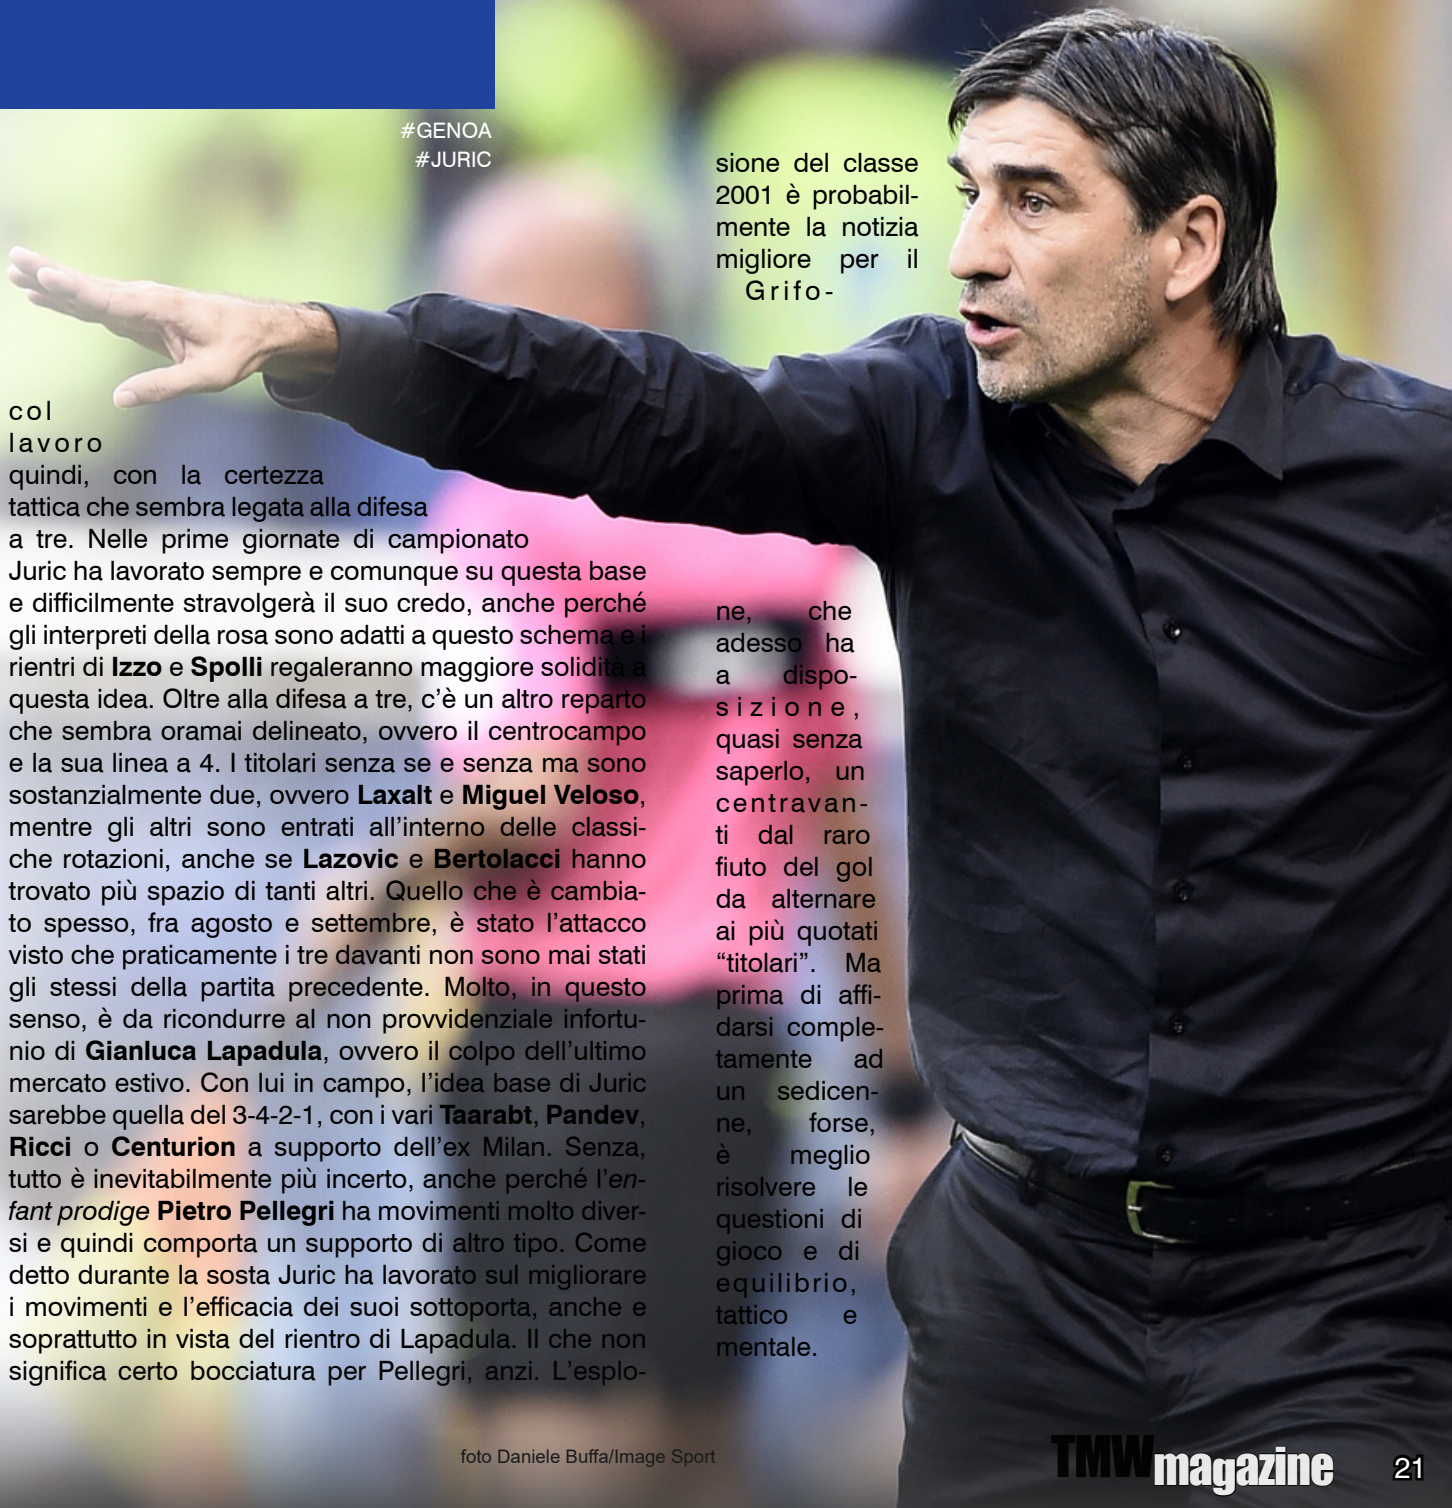 #GENOA
#JURIC
col
lavoro
quindi, con la certezza
tattica che sembra legata alla difesa
a tre. Nelle prime giornate di campionato
Juric ha lavorato sempre e comunque su questa base
e difficilmente stravolgerà il suo credo, anche perché
gli interpreti della rosa sono adatti a questo schema e i
rientri di Izzo e Spolli regaleranno maggiore solidità a
questa idea. Oltre alla difesa a tre, c’è un altro reparto
che sembra oramai delineato, ovvero il centrocampo
e la sua linea a 4. I titolari senza se e senza ma sono
sostanzialmente due, ovvero Laxalt e Miguel Veloso,
mentre gli altri sono entrati all’interno delle classi-
che rotazioni, anche se Lazovic e Bertolacci hanno
trovato più spazio di tanti altri. Quello che è cambia-
to spesso, fra agosto e settembre, è stato l’attacco
visto che praticamente i tre davanti non sono mai stati
gli stessi della partita precedente. Molto, in questo
senso, è da ricondurre al non provvidenziale infortu-
nio di Gianluca Lapadula, ovvero il colpo dell’ultimo
mercato estivo. Con lui in campo, l’idea base di Juric
sarebbe quella del 3-4-2-1, con i vari Taarabt, Pandev,
Ricci o Centurion a supporto dell’ex Milan. Senza,
tutto è inevitabilmente più incerto, anche perché l’en-
fant prodige Pietro Pellegri ha movimenti molto diver-
si e quindi comporta un supporto di altro tipo. Come
detto durante la sosta Juric ha lavorato sul migliorare
i movimenti e l’efficacia dei suoi sottoporta, anche e
soprattutto in vista del rientro di Lapadula. Il che non
significa certo bocciatura per Pellegri, anzi. L’esplo-
sione del classe
2001 è probabil-
mente la notizia
migliore per il
Grifo-
ne, che
adesso ha
a dispo-
sizione,
quasi senza
saperlo, un
centravan-
ti dal raro
fiuto del gol
da alternare
ai più quotati
“titolari”. Ma
prima di affi-
darsi comple-
tamente ad
un sedicen-
ne, forse,
è meglio
risolvere le
questioni di
gioco e di
equilibrio,
tattico e
mentale.
foto Daniele Buffa/Image Sport
TMWmagazine
21